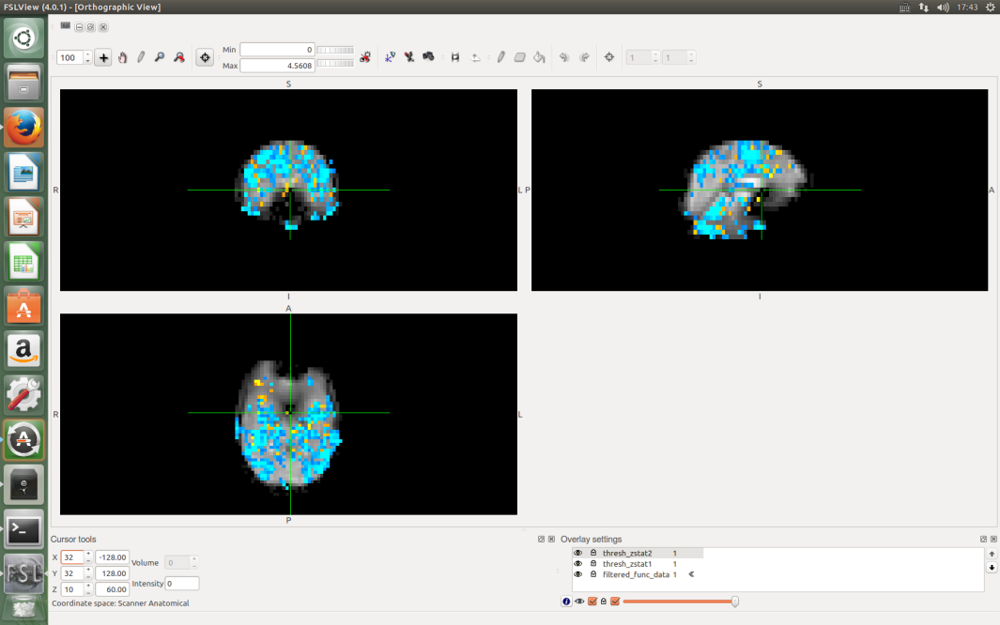 FSLView (4.0.1) - [Orthographic View]
17:43
100
Min 0
Max 4.5608
1 1
S
S
R
L P
A
I
I
A
R
L
P
Cursor tools
X 32 -128.00
Volume 0
Y 32 128.00
Intensity 0
Z 10 60.00
Coordinate space: Scanner Anatomical
Overlay settings
thresh_zstat2 1
thresh_zstat1 1
filtered_func_data 1
a
FSL